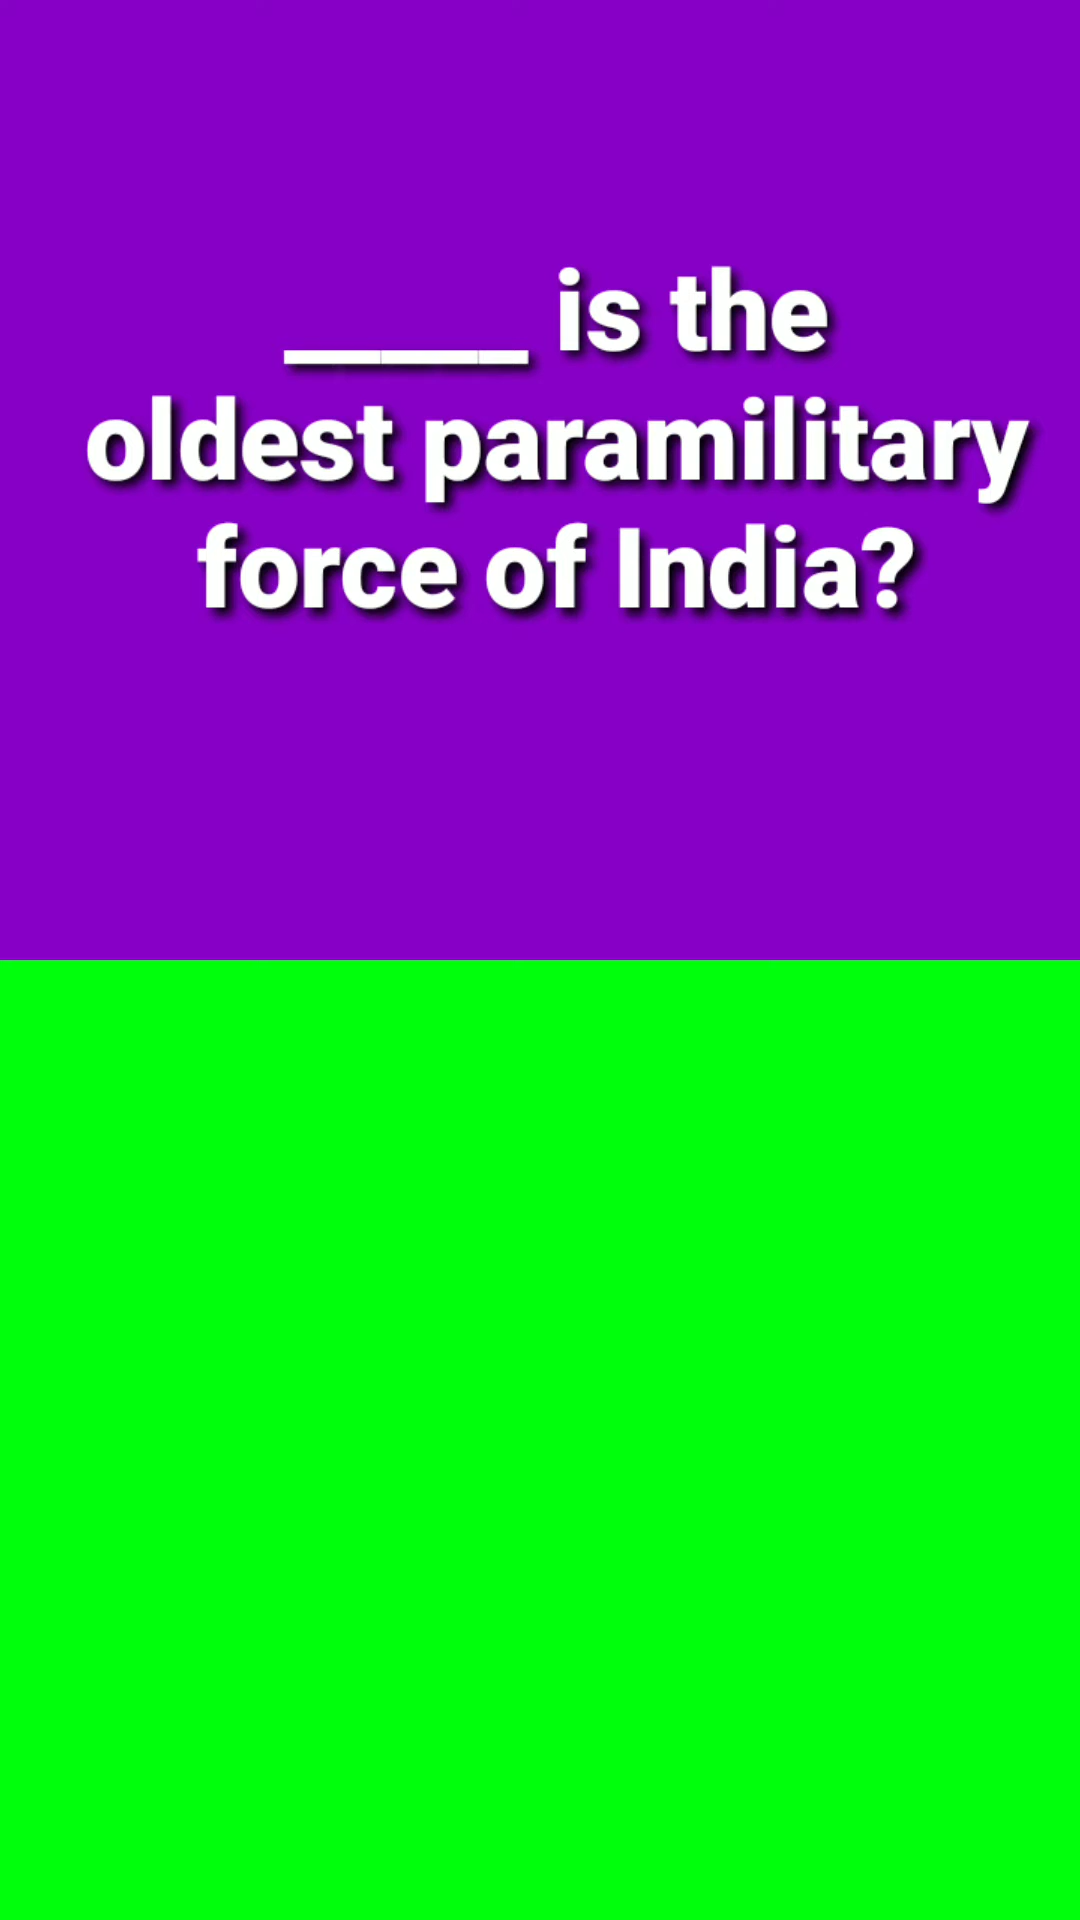 _____ is the
oldest paramilitary
force of India?